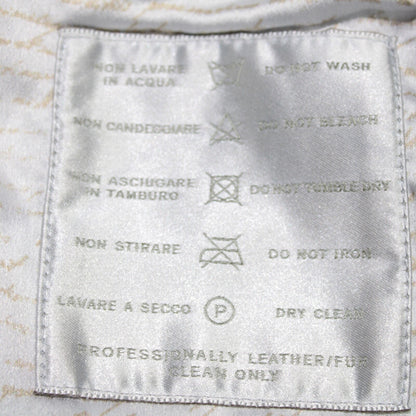 NON LAVARE DO NOT WASH
IN ACQUA
NON CANDEGGIARE DO NOT BLEACH
NON ASCIUGARE DO NOT TUMBLE DRY
IN TAMBURO
NON STIRARE DO NOT IRON
LAVARE A SECCO P DRY CLEAN
PROFESSIONALLY LEATHER/FUR
CLEAN ONLY